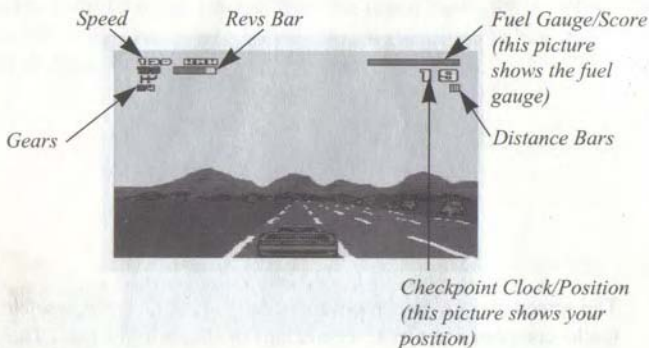 Speed
Revs Bar
Fuel Gauge/Score
(this picture
shows the fuel
gauge)
Gears
Distance Bars
Checkpoint Clock/Position
(this picture shows your
position)